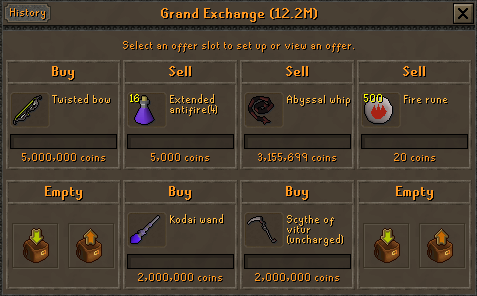 History
Grand Exchange (12.2M)
Select an offer slot to set up or view an offer.
Buy
Twisted bow
5,000,000 coins
Sell
16
Extended
antifire(4)
5,000 coins
Sell
Abyssal whip
3,155,699 coins
Sell
500
Fire rune
20 coins
Empty
Buy
Kodai wand
2,000,000 coins
Buy
Scythe of
vitur
(uncharged)
2,000,000 coins
Empty